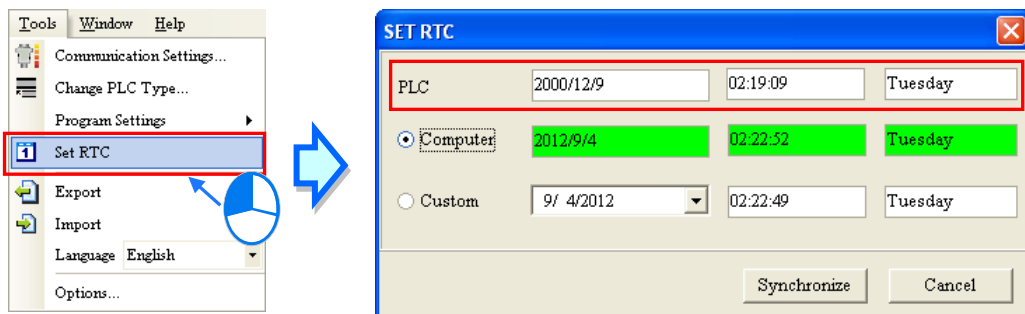 Tools Window Help
Communication Settings...
Change PLC Type...
Program Settings
1 Set RTC
Export
Import
Language English
Options...
SET RTC
PLC 2000/12/9 02:19:09 Tuesday
Computer 2012/9/4 02:22:52 Tuesday
Custom 9/ 4/2012 02:22:49 Tuesday
Synchronize Cancel